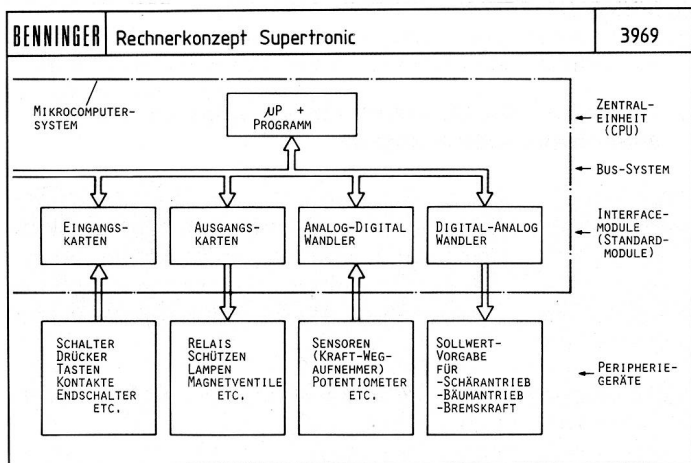 BENNINGER
Rechnerkonzept Supertronic
3969
MIKROCOMPUTER-
SYSTEM
µP +
PROGRAMM
ZENTRAL-
EINHEIT
(CPU)
BUS-SYSTEM
EINGANGS-
KARTEN
AUSGANGS-
KARTEN
ANALOG-DIGITAL
WANDLER
DIGITAL-ANALOG
WANDLER
INTERFACE-
MODULE
(STANDARD-
MODULE)
SCHALTER
DRÜCKER
TASTEN
KONTAKTE
ENDSCHALTER
ETC.
RELAIS
SCHÜTZEN
LAMPEN
MAGNETVENTILE
ETC.
SENSOREN
(KRAFT-WEG-
AUFNEHMER)
POTENTIOMETER
ETC.
SOLLWERT-
VORGABE
FÜR
-SCHÄRANTRIEB
-BÄUMANTRIEB
-BREMSKRAFT
PERIPHERIE-
GERÄTE